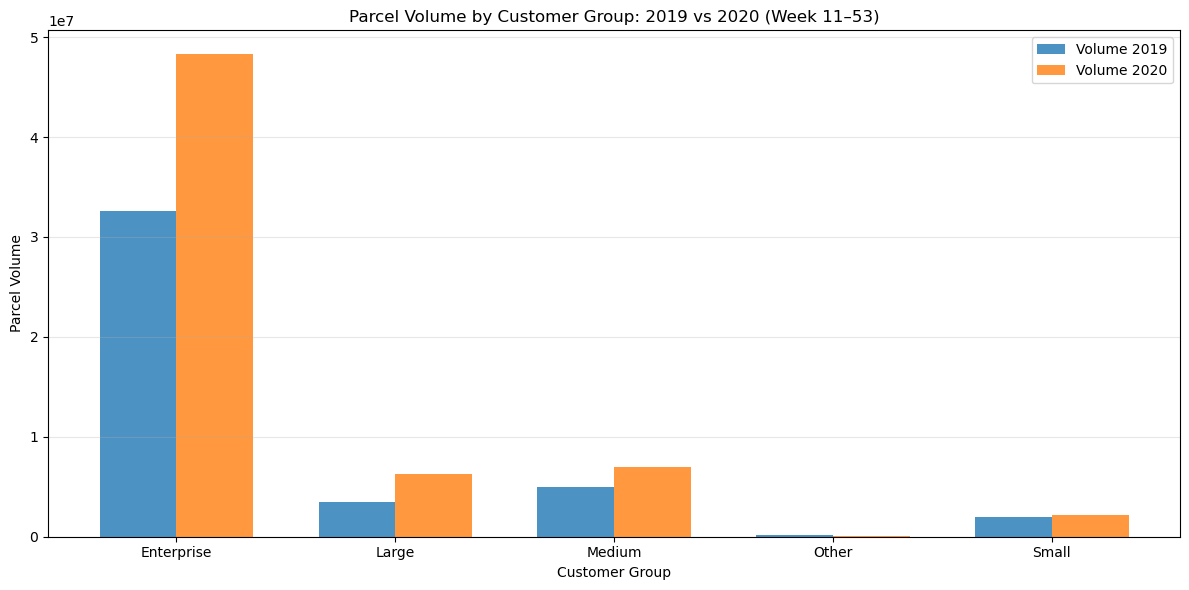 Parcel Volume by Customer Group: 2019 vs 2020 (Week 11–53)
1e7
Volume 2019
Volume 2020
5
4
3
2
1
0
Parcel Volume
Enterprise Large Medium Other Small
Customer Group